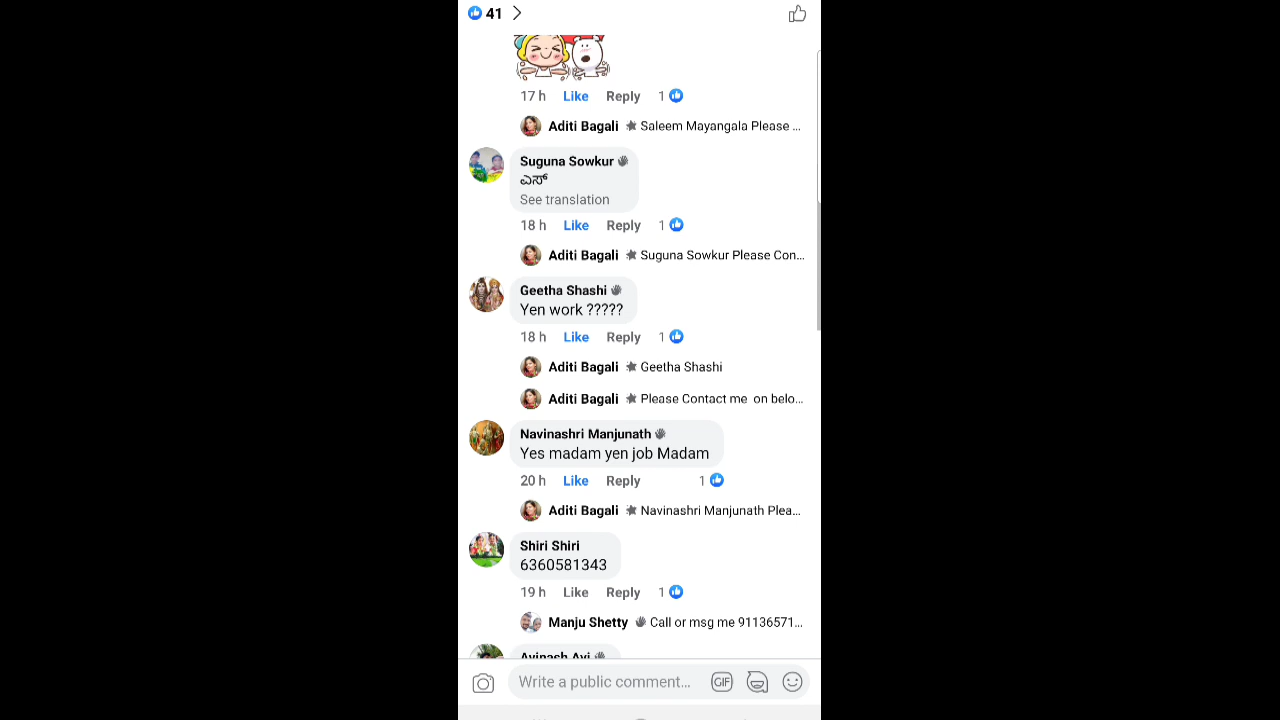 41
17 h Like Reply 1
Aditi Bagali Saleem Mayangala Please ...
Suguna Sowkur
ಎಸ್
See translation
18 h Like Reply 1
Aditi Bagali Suguna Sowkur Please Con...
Geetha Shashi
Yen work ?????
18 h Like Reply 1
Aditi Bagali Geetha Shashi
Aditi Bagali Please Contact me on belo...
Navinashri Manjunath
Yes madam yen job Madam
20 h Like Reply 1
Aditi Bagali Navinashri Manjunath Plea...
Shiri Shiri
6360581343
19 h Like Reply 1
Manju Shetty Call or msg me 91136571...
Avinash Avi
Write a public comment... GIF